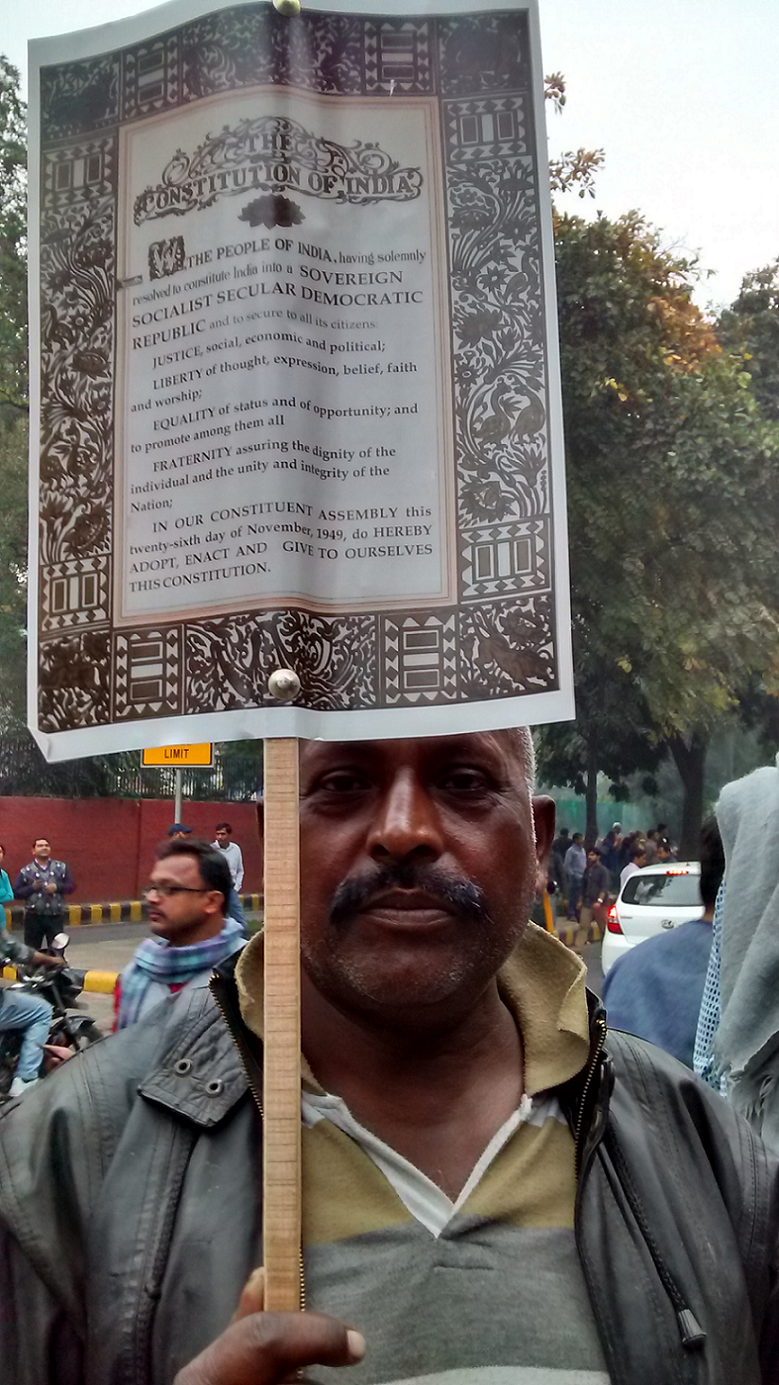 THE
CONSTITUTION OF INDIA
WE, THE PEOPLE OF INDIA, having solemnly
resolved to constitute India into a SOVEREIGN
SOCIALIST SECULAR DEMOCRATIC
REPUBLIC and to secure to all its citizens:
JUSTICE, social, economic and political;
LIBERTY of thought, expression, belief, faith
and worship;
EQUALITY of status and of opportunity; and
to promote among them all
FRATERNITY assuring the dignity of the
individual and the unity and integrity of the
Nation;
IN OUR CONSTITUENT ASSEMBLY this
twenty-sixth day of November, 1949, do HEREBY
ADOPT, ENACT AND GIVE TO OURSELVES
THIS CONSTITUTION.
LIMIT